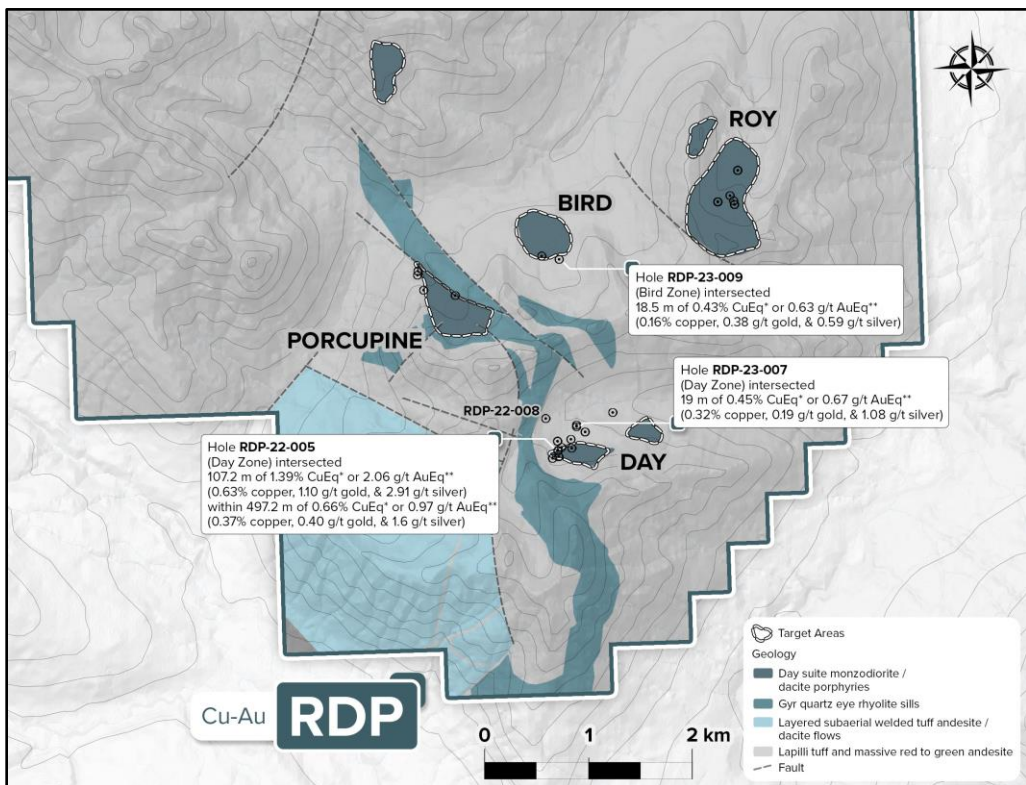 ROY
BIRD
Hole RDP-23-009
(Bird Zone) intersected
18.5 m of 0.43% CuEq* or 0.63 g/t AuEq**
(0.16% copper, 0.38 g/t gold, & 0.59 g/t silver)
PORCUPINE
Hole RDP-23-007
(Day Zone) intersected
19 m of 0.45% CuEq* or 0.67 g/t AuEq**
(0.32% copper, 0.19 g/t gold, & 1.08 g/t silver)
RDP-22-008
Hole RDP-22-005
(Day Zone) intersected
107.2 m of 1.39% CuEq* or 2.06 g/t AuEq**
(0.63% copper, 1.10 g/t gold, & 2.91 g/t silver)
within 497.2 m of 0.66% CuEq* or 0.97 g/t AuEq**
(0.37% copper, 0.40 g/t gold, & 1.6 g/t silver)
DAY
Cu-Au RDP
0 1 2 km
Target Areas
Geology
Day suite monzodiorite /
dacite porphyries
Gyr quartz eye rhyolite sills
Layered subaerial welded tuff andesite /
dacite flows
Lapilli tuff and massive red to green andesite
Fault